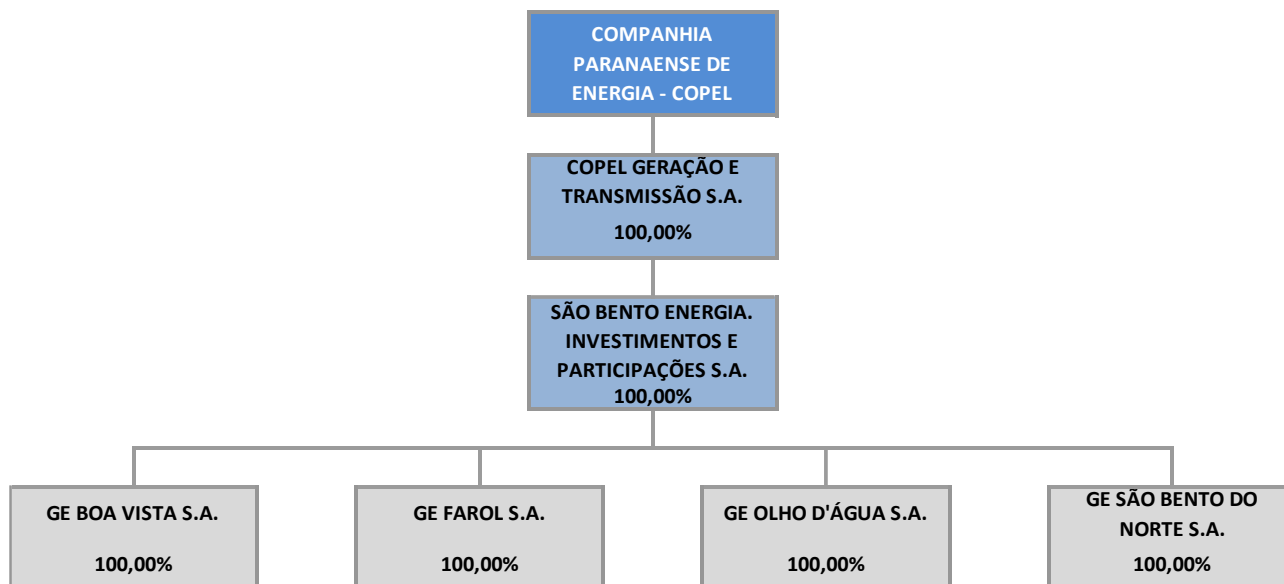 COMPANHIA
PARANAENSE DE
ENERGIA - COPEL
COPEL GERAÇÃO E
TRANSMISSÃO S.A.
100,00%
SÃO BENTO ENERGIA.
INVESTIMENTOS E
PARTICIPAÇÕES S.A.
100,00%
GE BOA VISTA S.A.
100,00%
GE FAROL S.A.
100,00%
GE OLHO D'ÁGUA S.A.
100,00%
GE SÃO BENTO DO
NORTE S.A.
100,00%